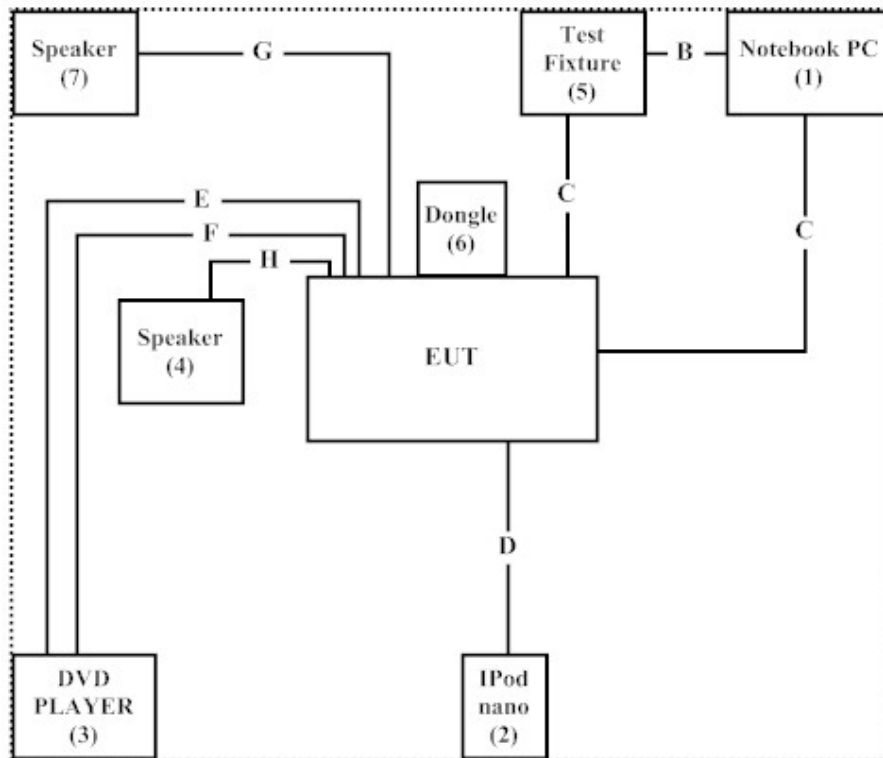 Speaker
(7)
G
Test
Fixture
(5)
B
Notebook PC
(1)
E
F
H
Dongle
(6)
C
C
Speaker
(4)
EUT
D
DVD
PLAYER
(3)
IPod
nano
(2)